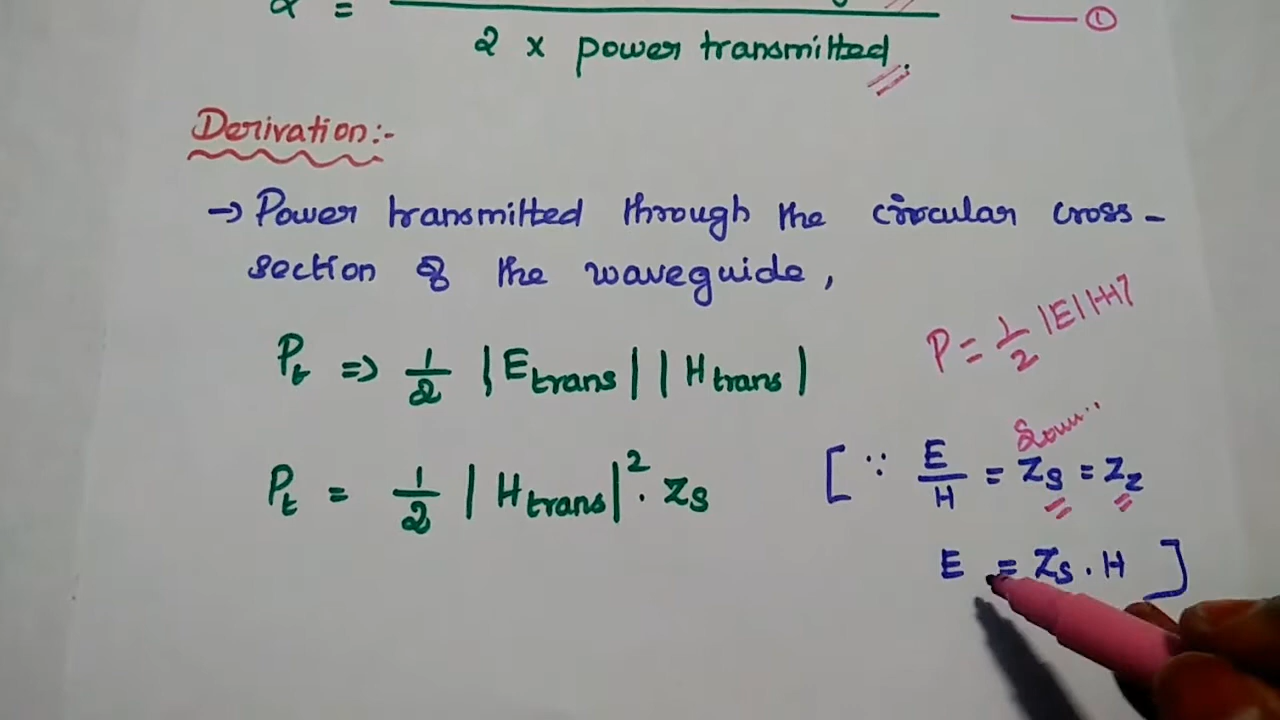 α =
2 × power transmitted.
①
Derivation:-
→ Power transmitted through the circular cross-
section of the waveguide,
P = 1/2 |E||H|
Pt => 1/2 |Etrans| |Htrans|
Pt = 1/2 |Htrans|². Zs
[ ∵ E/H = Zs = Zz
E = Zs . H ]